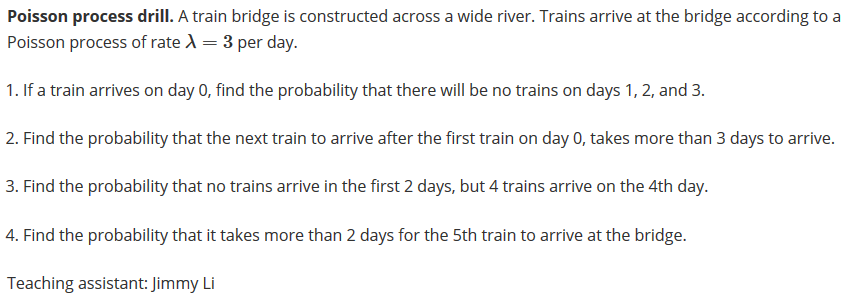 Poisson process drill. A train bridge is constructed across a wide river. Trains arrive at the bridge according to a
Poisson process of rate λ = 3 per day.
1. If a train arrives on day 0, find the probability that there will be no trains on days 1, 2, and 3.
2. Find the probability that the next train to arrive after the first train on day 0, takes more than 3 days to arrive.
3. Find the probability that no trains arrive in the first 2 days, but 4 trains arrive on the 4th day.
4. Find the probability that it takes more than 2 days for the 5th train to arrive at the bridge.
Teaching assistant: Jimmy Li